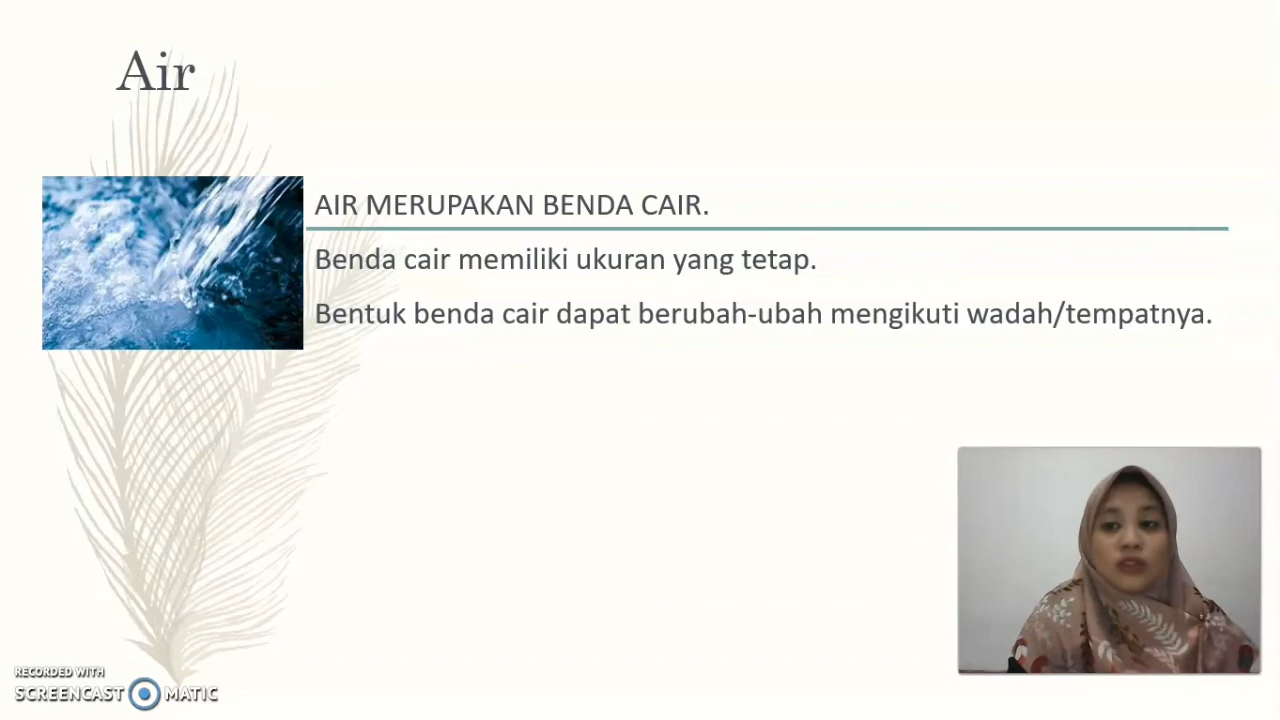 Air
AIR MERUPAKAN BENDA CAIR.
Benda cair memiliki ukuran yang tetap.
Bentuk benda cair dapat berubah-ubah mengikuti wadah/tempatnya.
RECORDED WITH
SCREENCAST MATIC